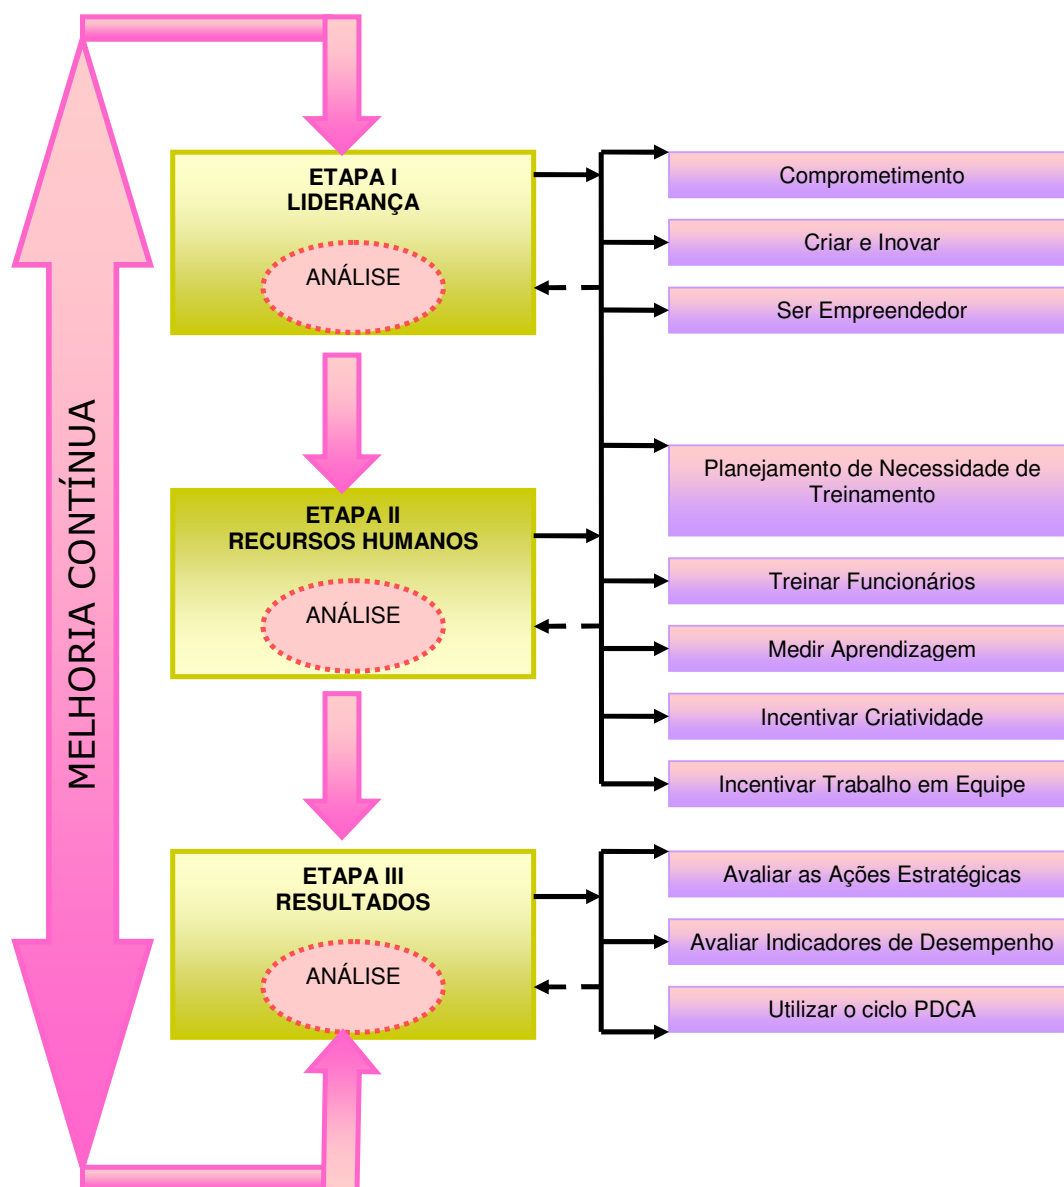 MELHORIA CONTÍNUA
ETAPA I
LIDERANÇA
ANÁLISE
Comprometimento
Criar e Inovar
Ser Empreendedor
ETAPA II
RECURSOS HUMANOS
ANÁLISE
Planejamento de Necessidade de
Treinamento
Treinar Funcionários
Medir Aprendizagem
Incentivar Criatividade
Incentivar Trabalho em Equipe
ETAPA III
RESULTADOS
ANÁLISE
Avaliar as Ações Estratégicas
Avaliar Indicadores de Desempenho
Utilizar o ciclo PDCA